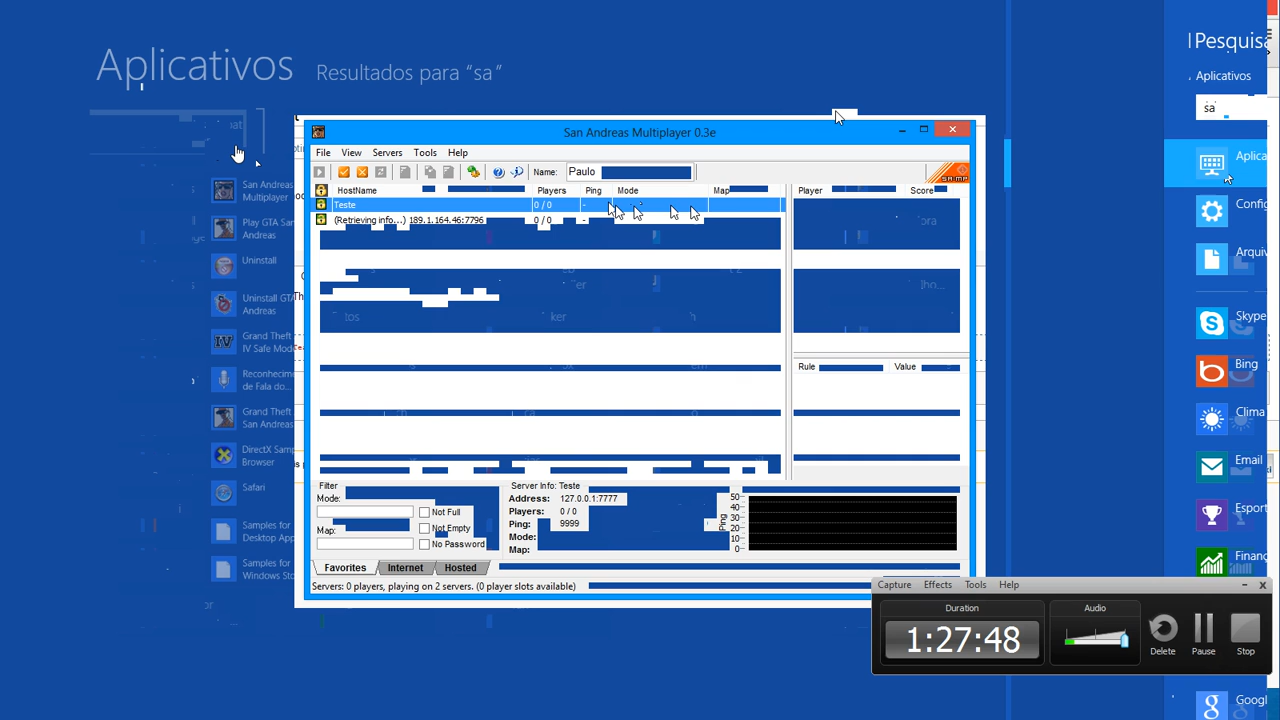 Aplicativos Resultados para “sa”
San Andreas
Multiplayer
Play GTA San
Andreas
Uninstall
Uninstall GTA
Andreas
Grand Theft
IV Safe Mode
Reconhecimento
de Fala do...
Grand Theft
San Andreas
DirectX Samp
Browser
Safari
Samples for
Desktop App
Samples for
Windows Sto
San Andreas Multiplayer 0.3e
File View Servers Tools Help
Name: Paulo
HostName Players Ping Mode Map
Teste 0 / 0 -
(Retrieving info...) 189.1.164.46:7796 0 / 0 -
Player Score
Rule Value
Filter
Mode:
Map:
Not Full
Not Empty
No Password
Server Info: Teste
Address: 127.0.0.1:7777
Players: 0 / 0
Ping: 9999
Mode:
Map:
Ping
50
40
30
20
10
0
Favorites Internet Hosted
Servers: 0 players, playing on 2 servers. (0 player slots available)
Pesquisa
Aplicativos
sa
Aplica
Config
Arquiv
Skype
Bing
Clima
Email
Esport
Finanç
Google
Capture Effects Tools Help
Duration
1:27:48
Audio
Delete Pause Stop